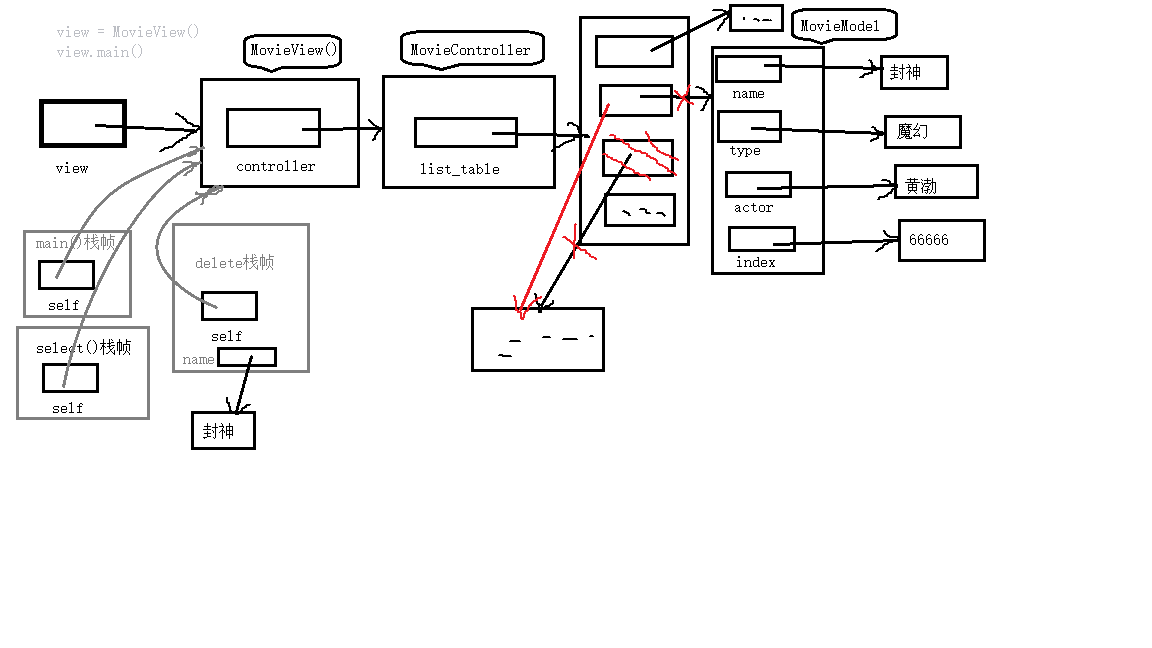 view = MovieView()
view.main()
MovieView()
MovieController
MovieModel
view
controller
list_table
封神
name
魔幻
type
黄渤
actor
66666
index
main()栈帧
self
select()栈帧
self
delete栈帧
self
name
封神